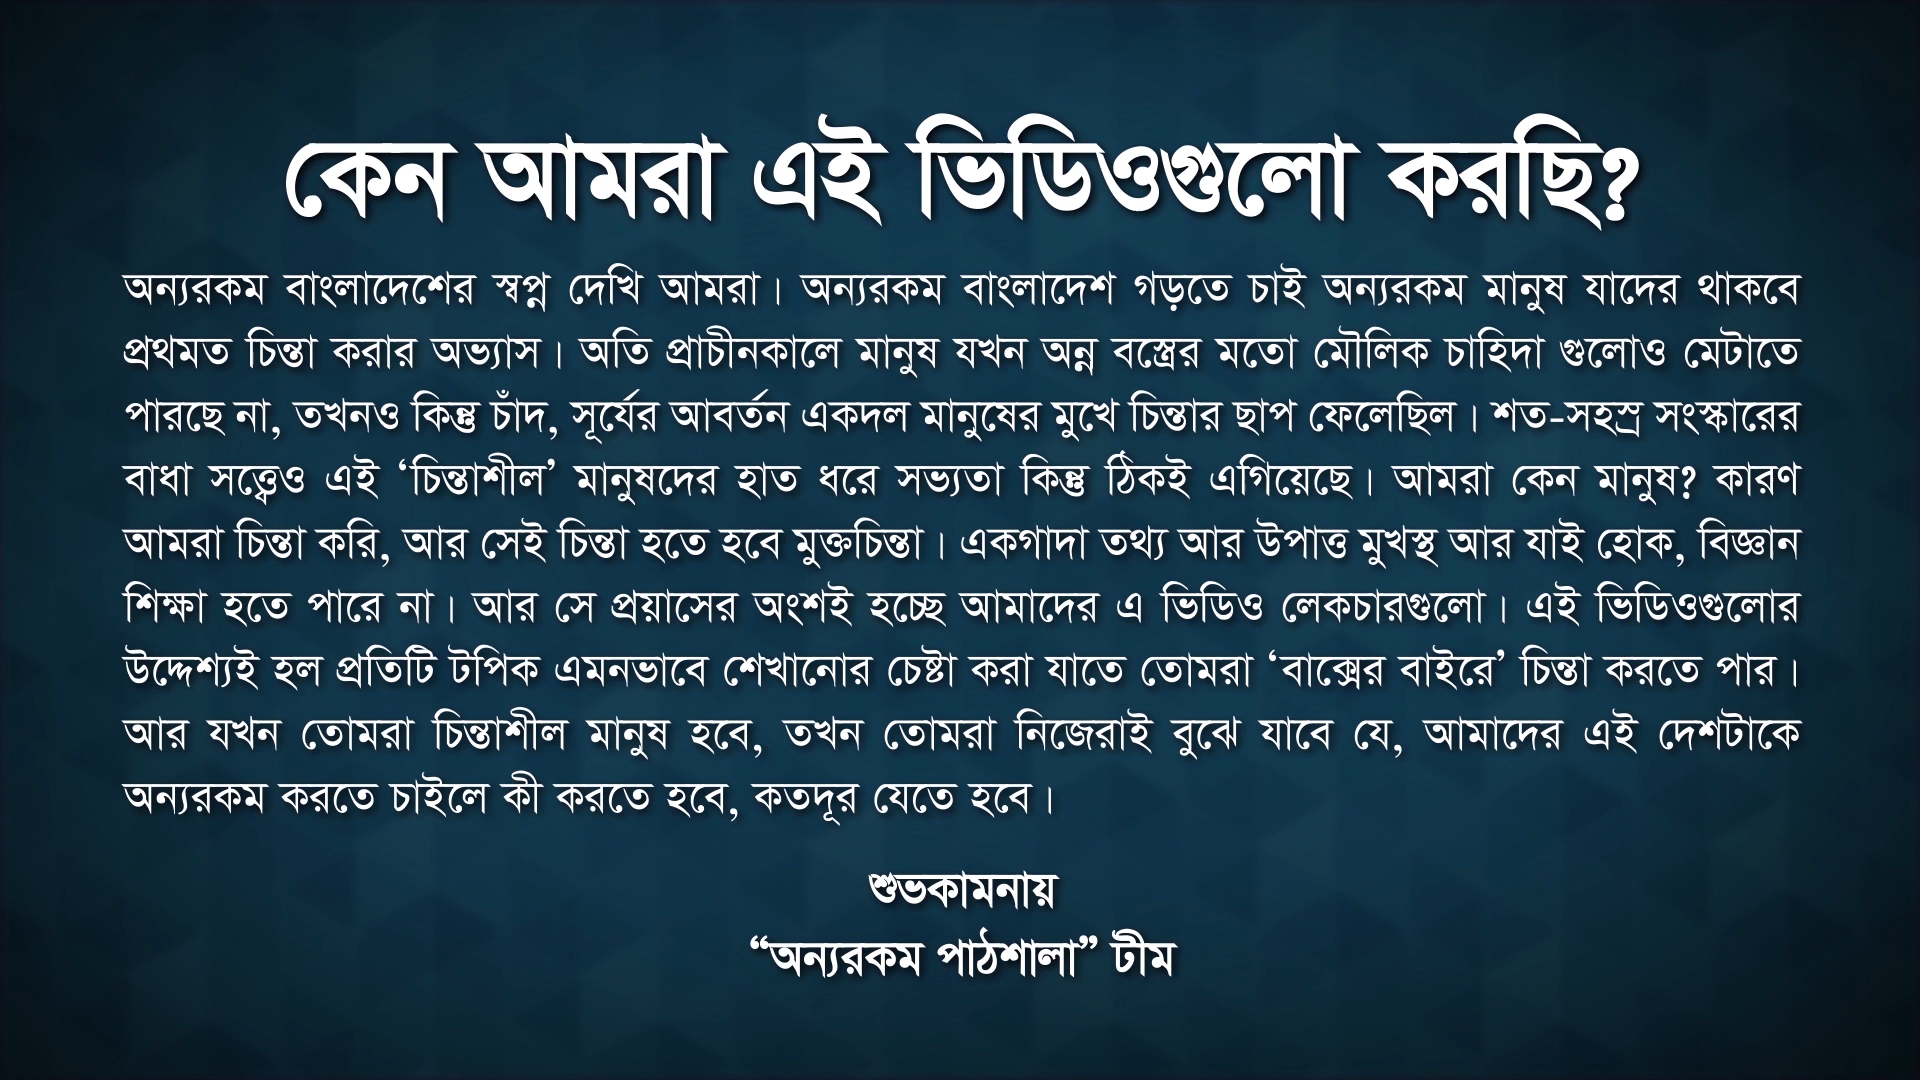 কেন আমরা এই ভিডিওগুলো করছি?
অন্যরকম বাংলাদেশের স্বপ্ন দেখি আমরা। অন্যরকম বাংলাদেশ গড়তে চাই অন্যরকম মানুষ যাদের থাকবে
প্রথমত চিন্তা করার অভ্যাস। অতি প্রাচীনকালে মানুষ যখন অন্ন বস্ত্রের মতো মৌলিক চাহিদা গুলোও মেটাতে
পারছে না, তখনও কিন্তু চাঁদ, সূর্যের আবর্তন একদল মানুষের মুখে চিন্তার ছাপ ফেলেছিল। শত-সহস্র সংস্কারের
বাধা সত্ত্বেও এই ‘চিন্তাশীল’ মানুষদের হাত ধরে সভ্যতা কিন্তু ঠিকই এগিয়েছে। আমরা কেন মানুষ? কারণ
আমরা চিন্তা করি, আর সেই চিন্তা হতে হবে মুক্তচিন্তা। একগাদা তথ্য আর উপাত্ত মুখস্থ আর যাই হোক, বিজ্ঞান
শিক্ষা হতে পারে না। আর সে প্রয়াসের অংশই হচ্ছে আমাদের এ ভিডিও লেকচারগুলো। এই ভিডিওগুলোর
উদ্দেশ্যই হল প্রতিটি টপিক এমনভাবে শেখানোর চেষ্টা করা যাতে তোমরা ‘বাক্সের বাইরে’ চিন্তা করতে পার।
আর যখন তোমরা চিন্তাশীল মানুষ হবে, তখন তোমরা নিজেরাই বুঝে যাবে যে, আমাদের এই দেশটাকে
অন্যরকম করতে চাইলে কী করতে হবে, কতদূর যেতে হবে।
শুভকামনায়
“অন্যরকম পাঠশালা” টীম